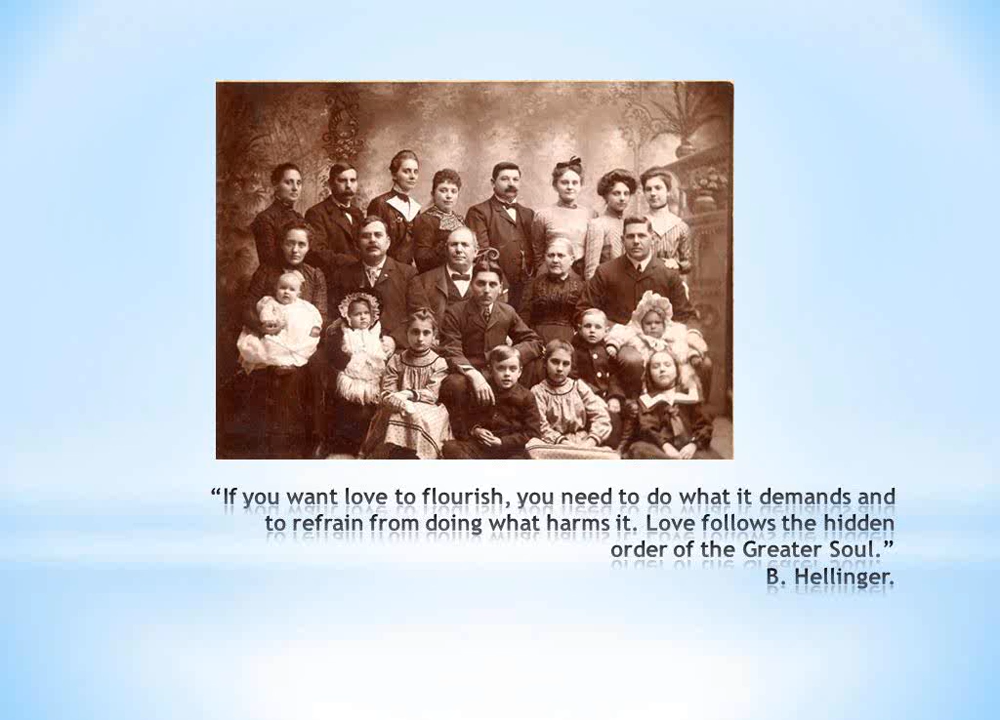 “If you want love to flourish, you need to do what it demands and
to refrain from doing what harms it. Love follows the hidden
order of the Greater Soul.”
B. Hellinger.